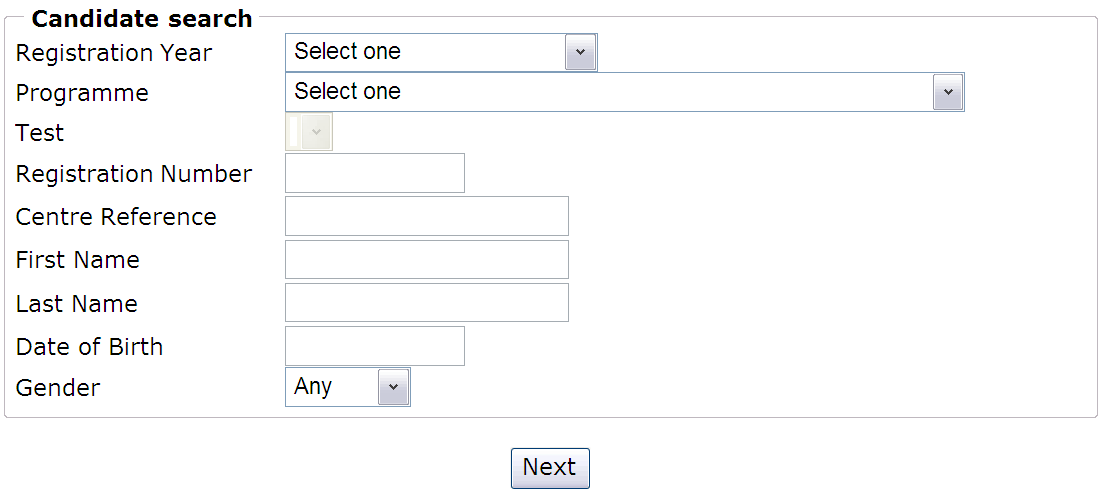 Candidate search
Registration Year Select one
Programme Select one
Test
Registration Number
Centre Reference
First Name
Last Name
Date of Birth
Gender Any
Next